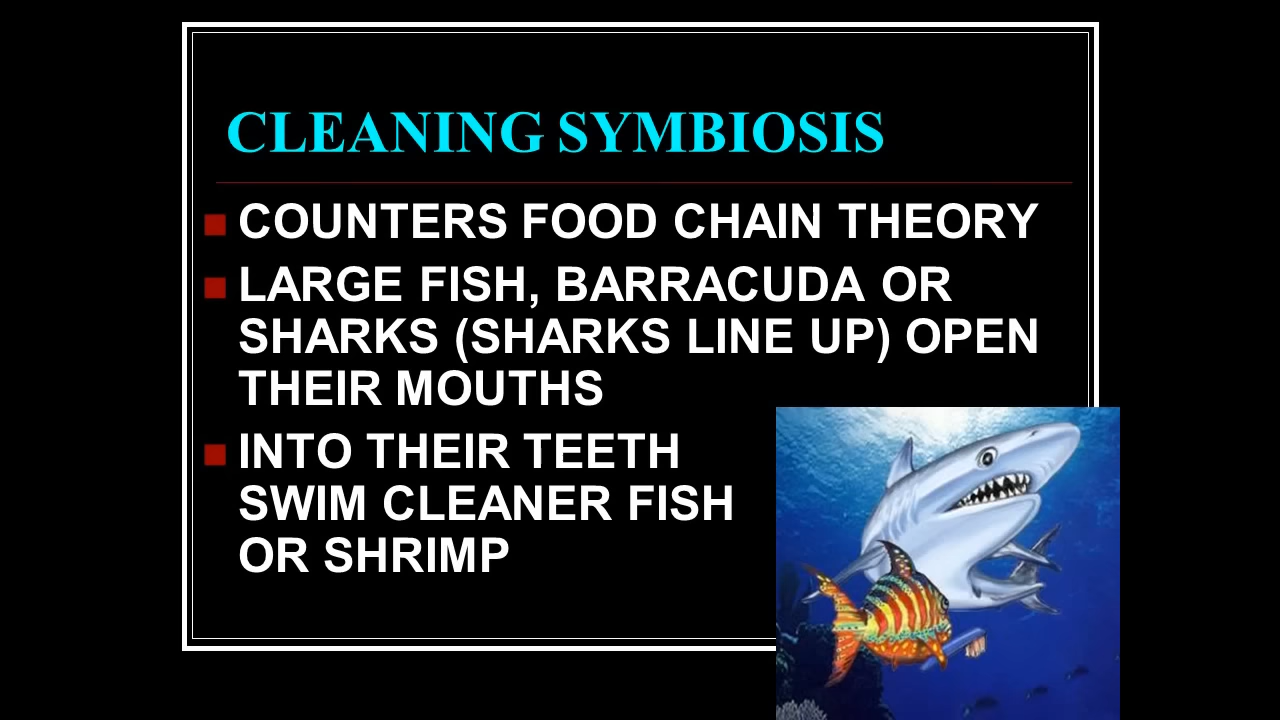 CLEANING SYMBIOSIS
COUNTERS FOOD CHAIN THEORY
LARGE FISH, BARRACUDA OR
SHARKS (SHARKS LINE UP) OPEN
THEIR MOUTHS
INTO THEIR TEETH
SWIM CLEANER FISH
OR SHRIMP